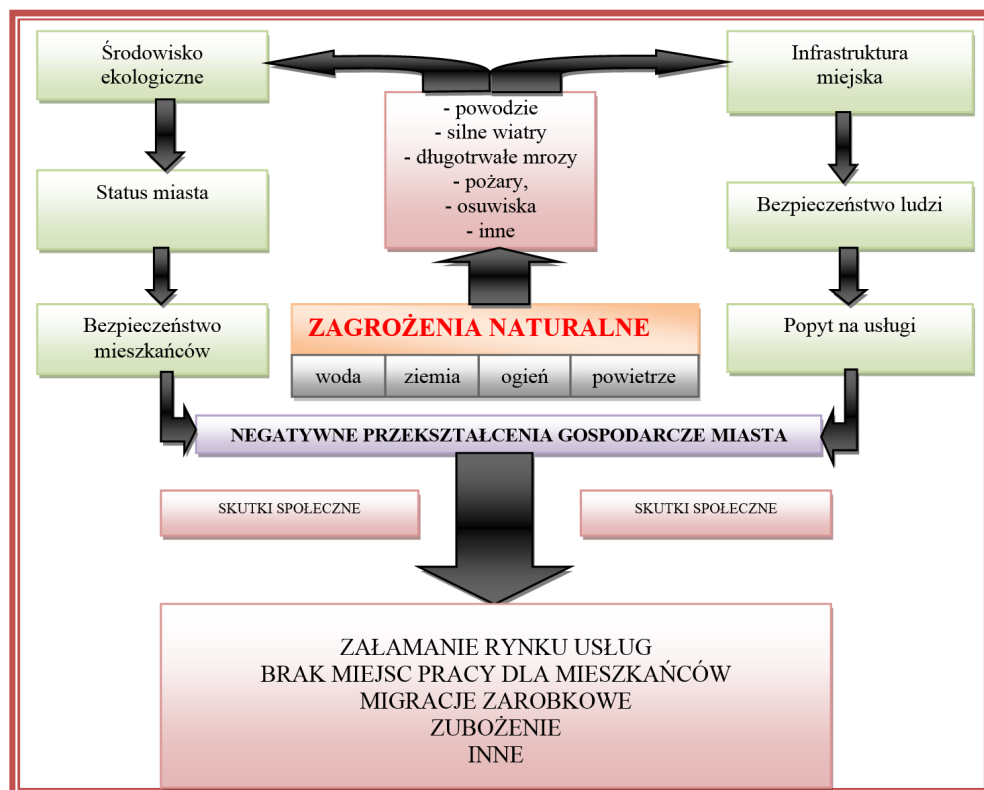 Środowisko
ekologiczne
Infrastruktura
miejska
- powodzie
- silne wiatry
- długotrwałe mrozy
- pożary,
- osuwiska
- inne
Status miasta
Bezpieczeństwo ludzi
Bezpieczeństwo
mieszkańców
ZAGROŻENIA NATURALNE
woda ziemia ogień powietrze
Popyt na usługi
NEGATYWNE PRZEKSZTAŁCENIA GOSPODARCZE MIASTA
SKUTKI SPOŁECZNE
SKUTKI SPOŁECZNE
ZAŁAMANIE RYNKU USŁUG
BRAK MIEJSC PRACY DLA MIESZKAŃCÓW
MIGRACJE ZAROBKOWE
ZUBOŻENIE
INNE